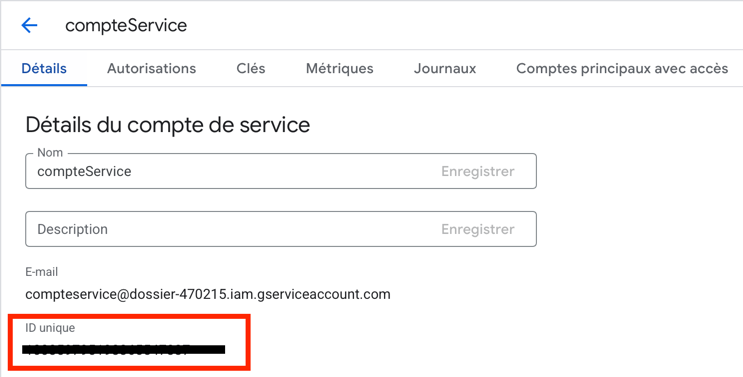 compteService
Détails Autorisations Clés Métriques Journaux Comptes principaux avec accès
Détails du compte de service
Nom
compteService Enregistrer
Description Enregistrer
E-mail
compteservice@dossier-470215.iam.gserviceaccount.com
ID unique